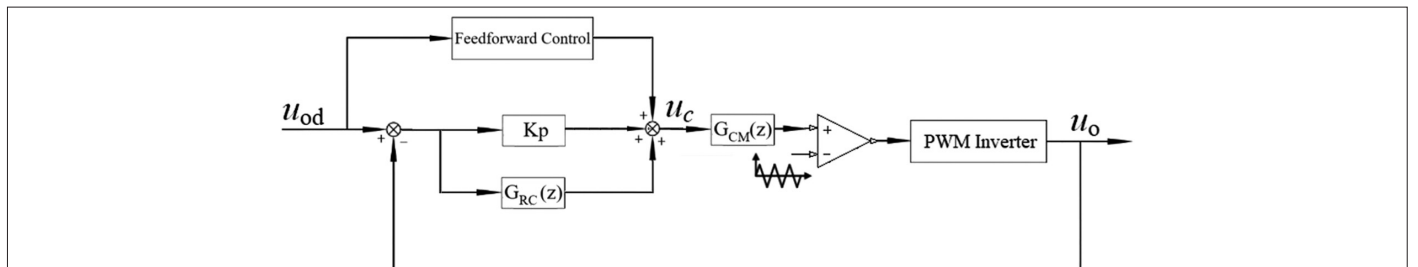 Feedforward Control
u_od
+
−
Kp
G_RC(z)
+
+
+
u_c
G_CM(z)
+
−
PWM Inverter
u_o